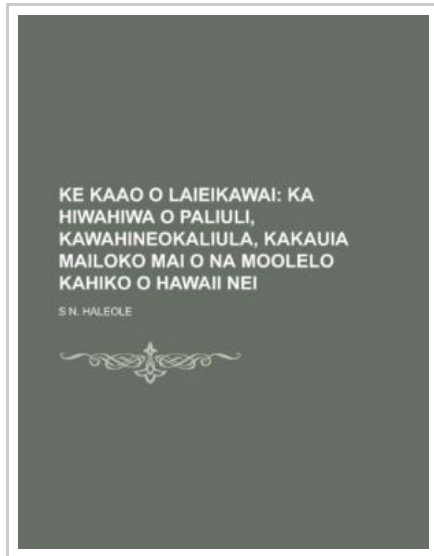 KE KAAO O LAIEIKAWAI: KA
HIWAHIWA O PALIULI,
KAWAHINEOKALIULA, KAKAUIA
MAILOKO MAI O NA MOOLELO
KAHIKO O HAWAII NEI
S N. HALEOLE